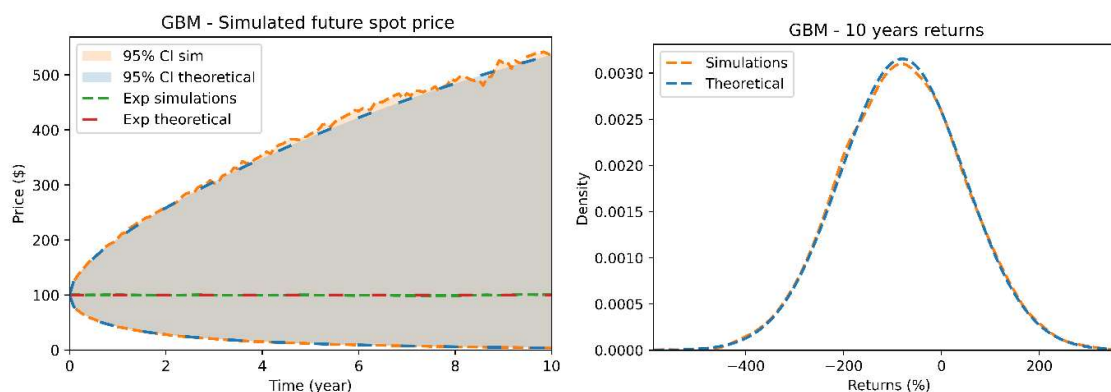 GBM - Simulated future spot price
95% CI sim
95% CI theoretical
Exp simulations
Exp theoretical
Price ($)
500
400
300
200
100
0
0 2 4 6 8 10
Time (year)
GBM - 10 years returns
Simulations
Theoretical
Density
0.0030
0.0025
0.0020
0.0015
0.0010
0.0005
0.0000
−400 −200 0 200
Returns (%)